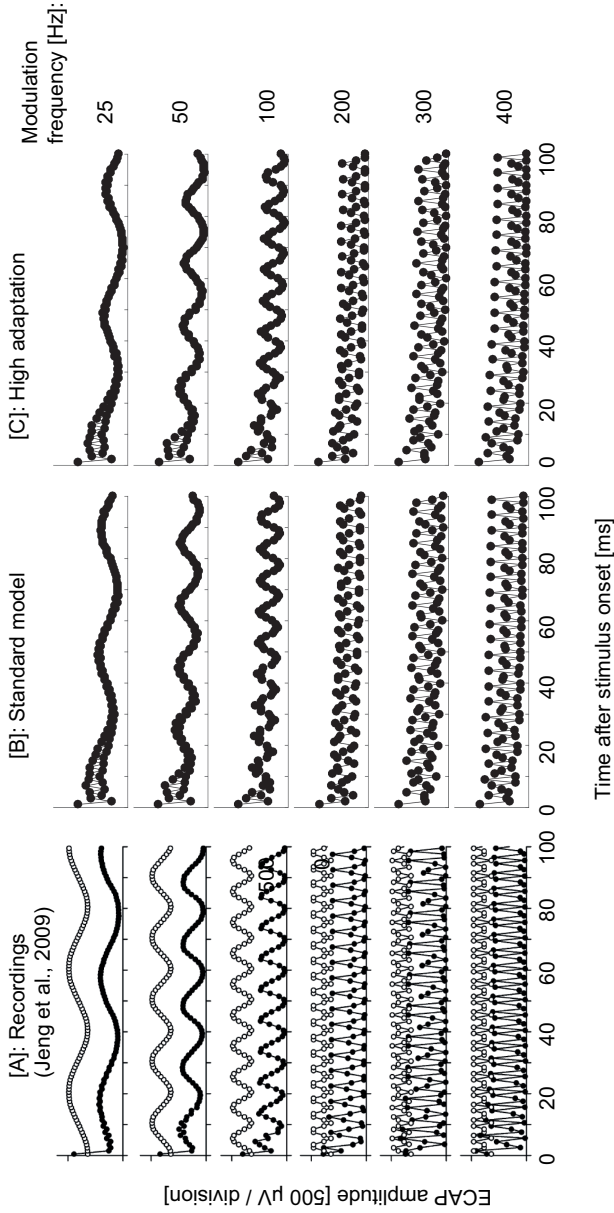 [A]: Recordings
(Jeng et al., 2009)
[B]: Standard model
[C]: High adaptation
Modulation
frequency [Hz]:
25
50
100
200
300
400
500
0
ECAP amplitude [500 µV / division]
0 20 40 60 80 100
0 20 40 60 80 100
0 20 40 60 80 100
Time after stimulus onset [ms]